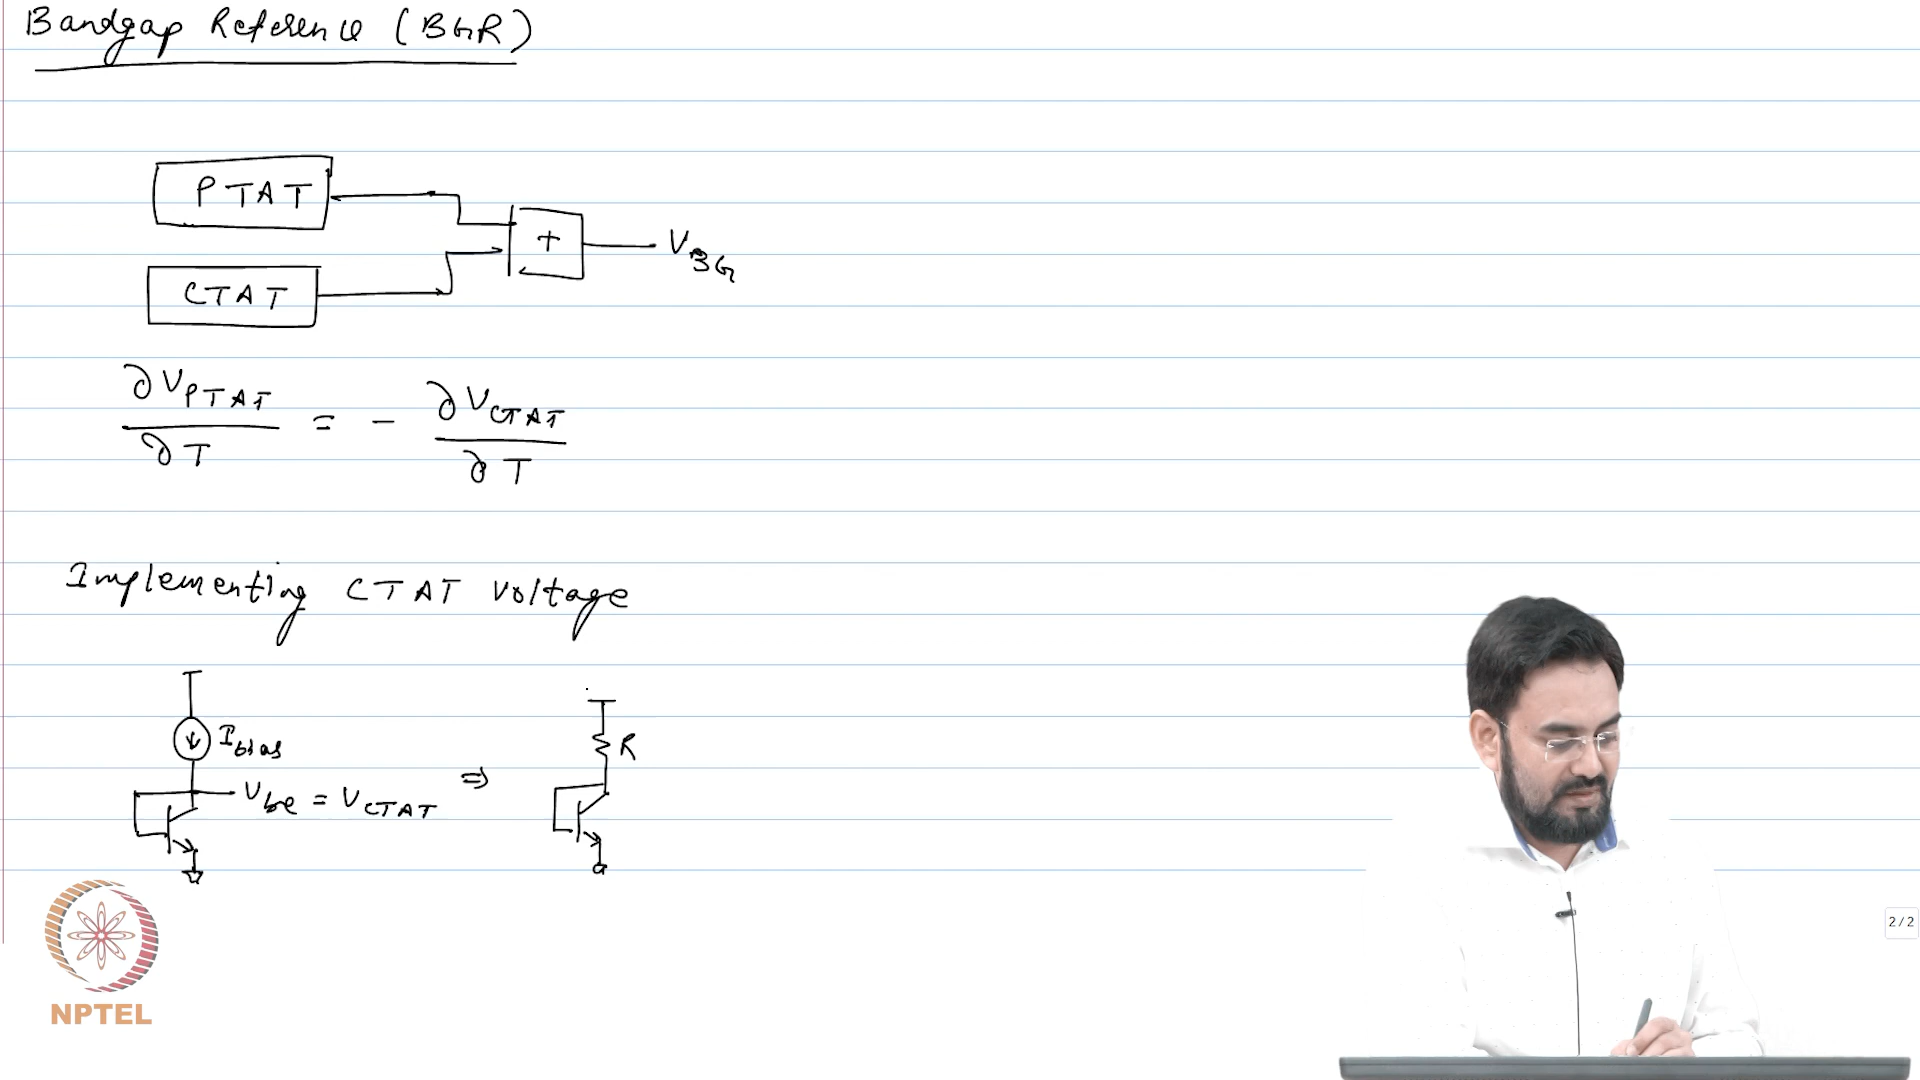 Bandgap Reference (BGR)
PTAT
+
V_BG
CTAT
∂V_PTAT / ∂T = - ∂V_CTAT / ∂T
Implementing CTAT voltage
I_bias
R
V_be = V_CTAT ⇒
2/2
NPTEL